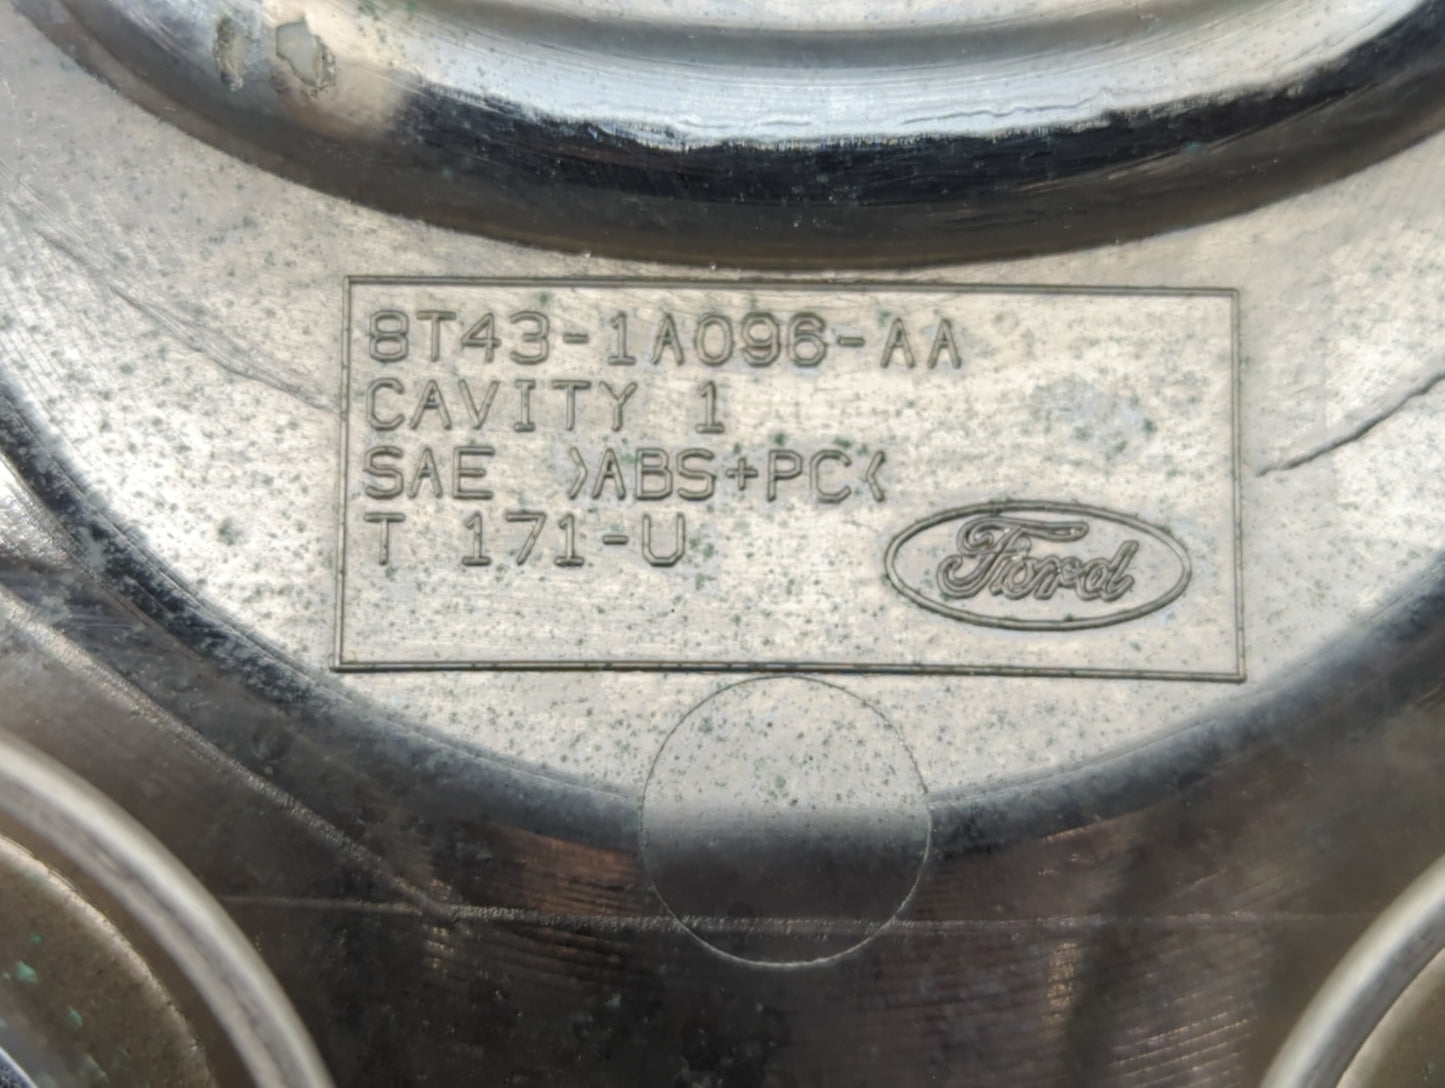 8T43-1A096-AA
CAVITY 1
SAE >ABS+PC<
T 171-U
Ford